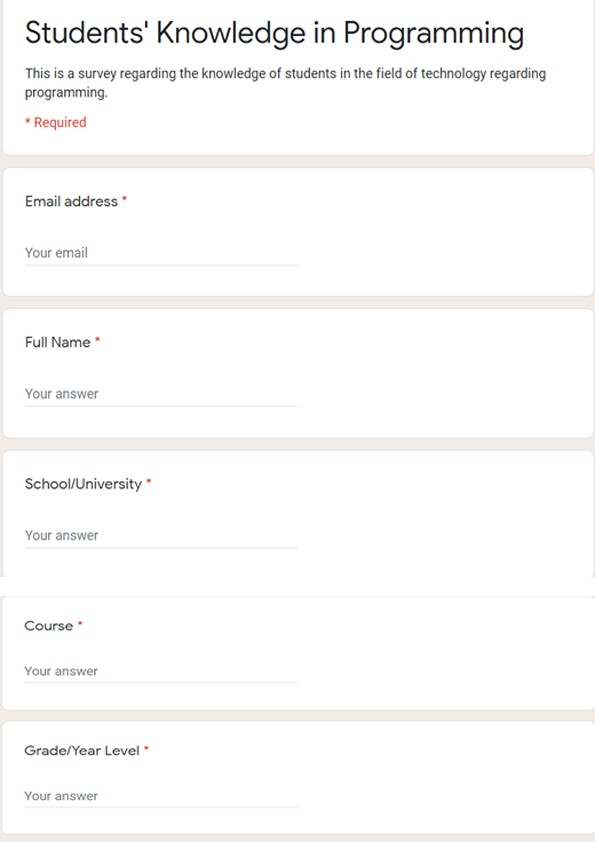 Students' Knowledge in Programming
This is a survey regarding the knowledge of students in the field of technology regarding
programming.
* Required
Email address *
Your email
Full Name *
Your answer
School/University *
Your answer
Course *
Your answer
Grade/Year Level *
Your answer